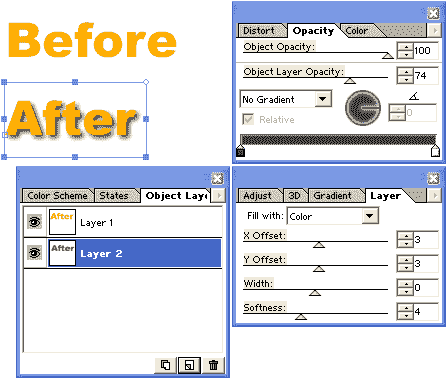 Before
After
Distort Opacity Color
Object Opacity:
100
Object Layer Opacity:
74
No Gradient
Relative
0
Color Scheme States Object Laye
After Layer 1
After Layer 2
Adjust 3D Gradient Layer
Fill with: Color
X Offset:
3
Y Offset:
3
Width:
0
Softness:
4